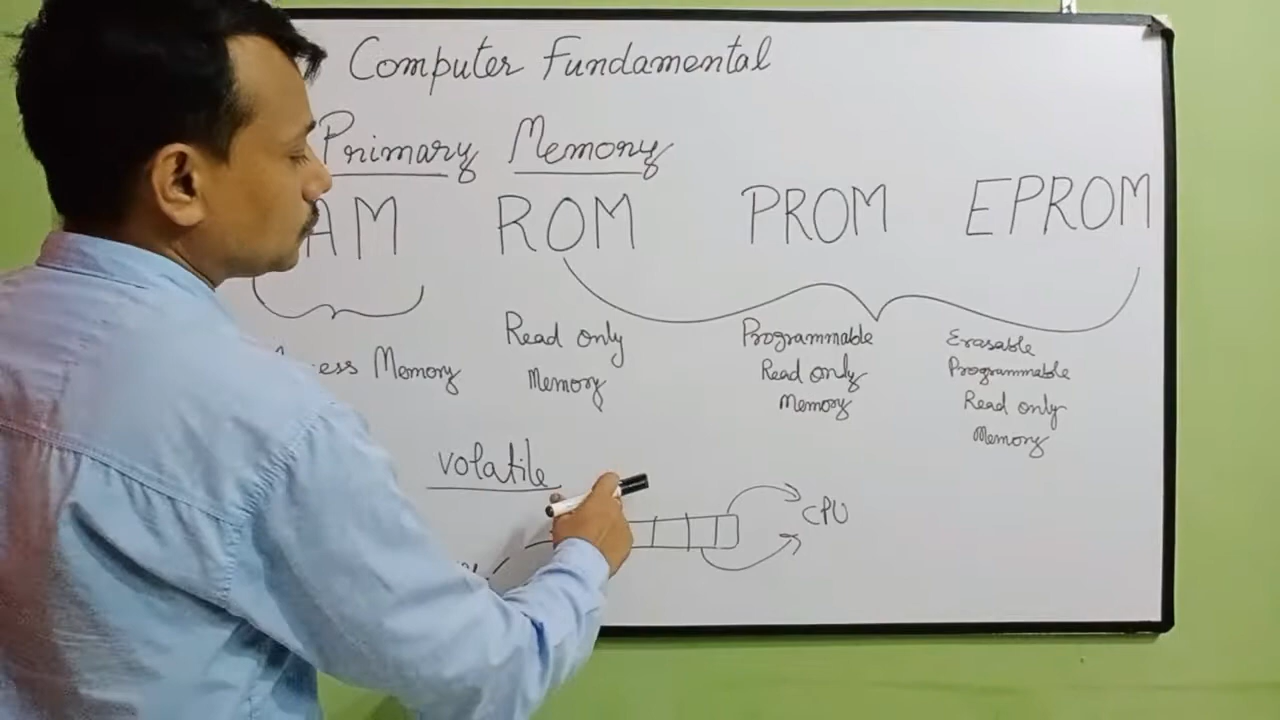 Computer Fundamental
Primary Memory
AM ROM PROM EPROM
Read only
Memory
Programmable
Read only
Memory
Erasable
Programmable
Read only
Memory
Memory
volatile
CPU